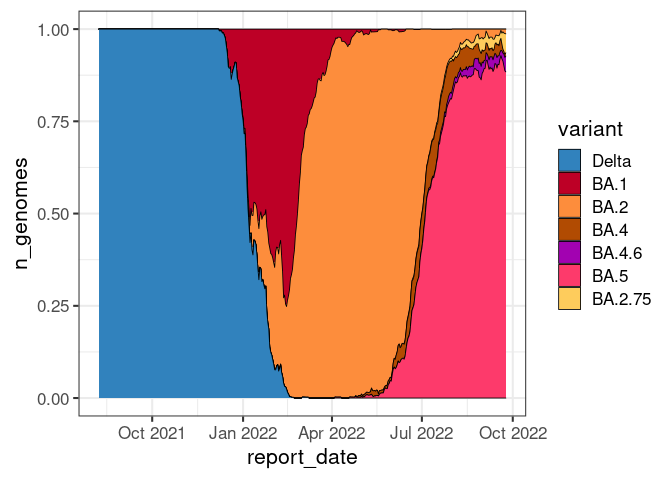 1.00
0.75
0.50
0.25
0.00
n_genomes
Oct 2021 Jan 2022 Apr 2022 Jul 2022 Oct 2022
report_date
variant
Delta
BA.1
BA.2
BA.4
BA.4.6
BA.5
BA.2.75